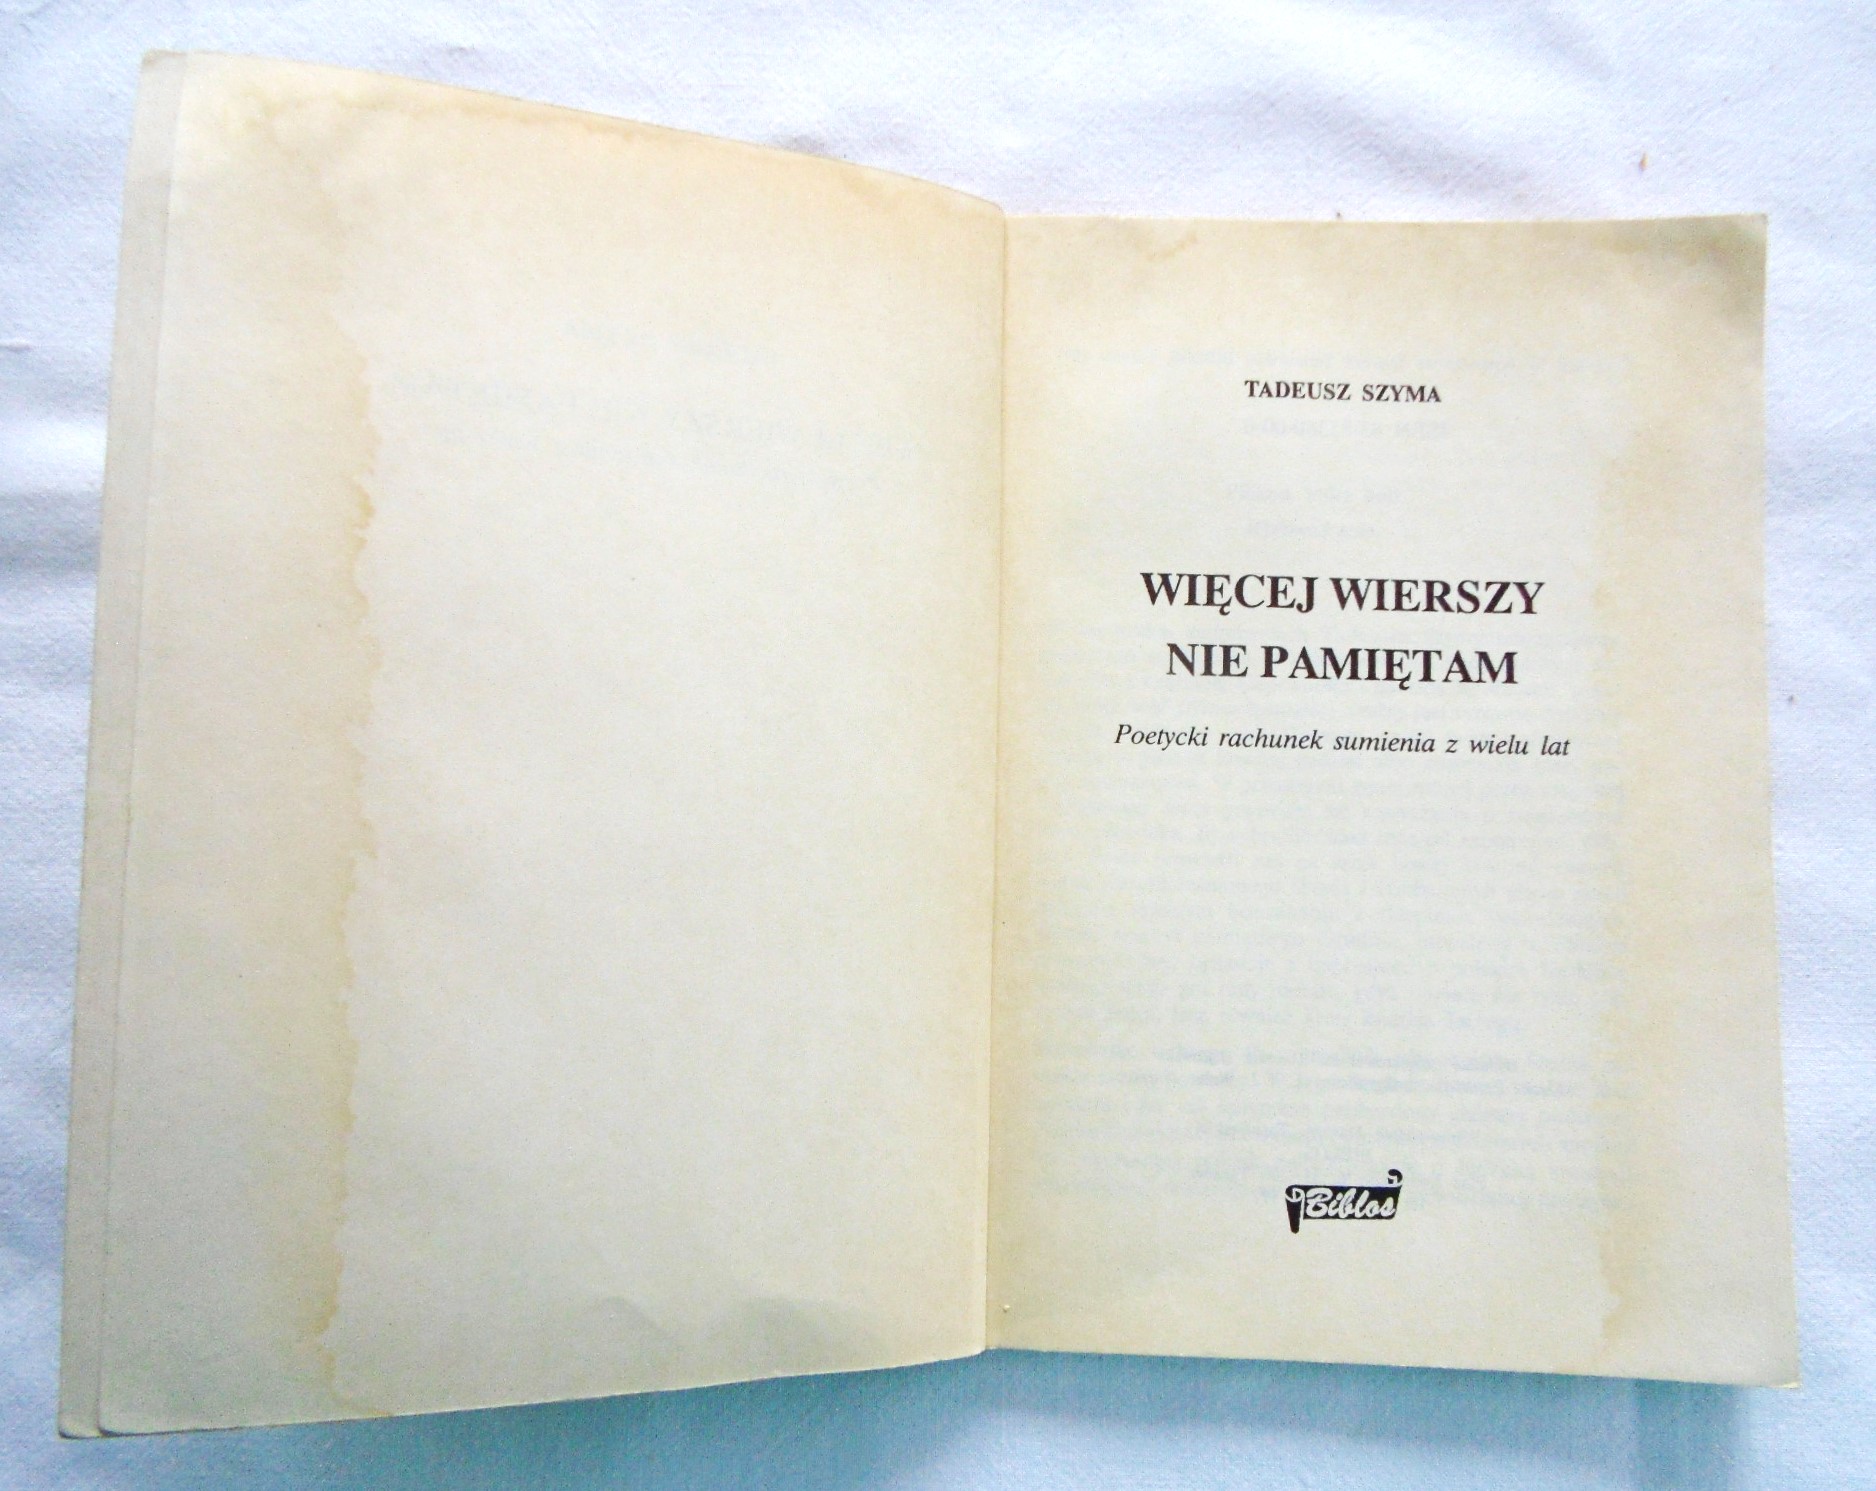 TADEUSZ SZYMA
WIĘCEJ WIERSZY
NIE PAMIĘTAM
Poetycki rachunek sumienia z wielu lat
Biblos